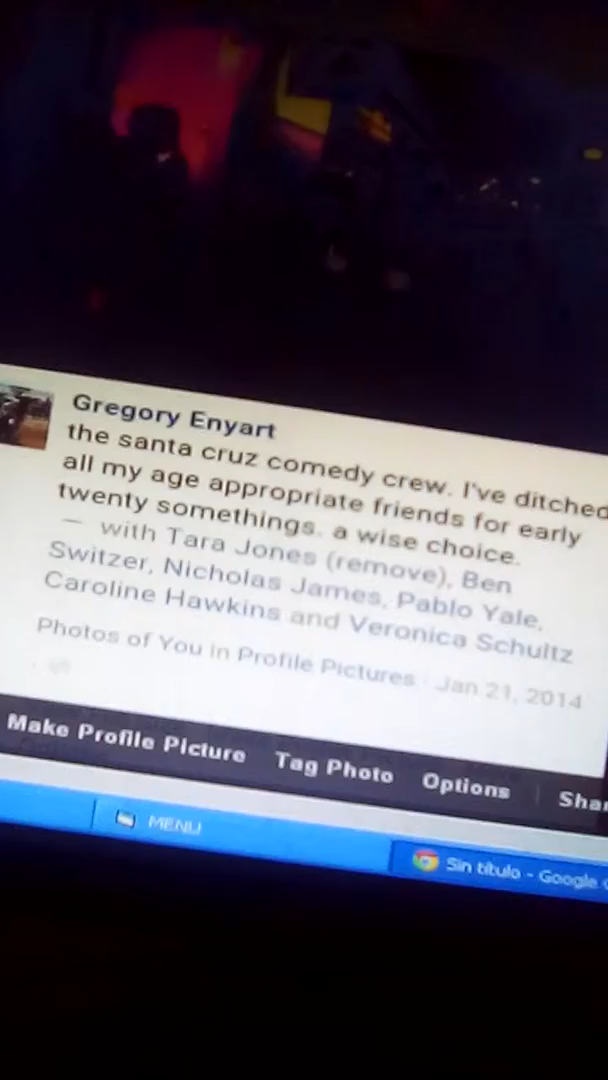 Gregory Enyart
the santa cruz comedy crew. I've ditched
all my age appropriate friends for early
twenty somethings. a wise choice.
— with Tara Jones (remove), Ben
Switzer, Nicholas James, Pablo Yale,
Caroline Hawkins and Veronica Schultz
Photos of You in Profile Pictures · Jan 21, 2014
Make Profile Picture Tag Photo Options
MENU
Sin título - Google